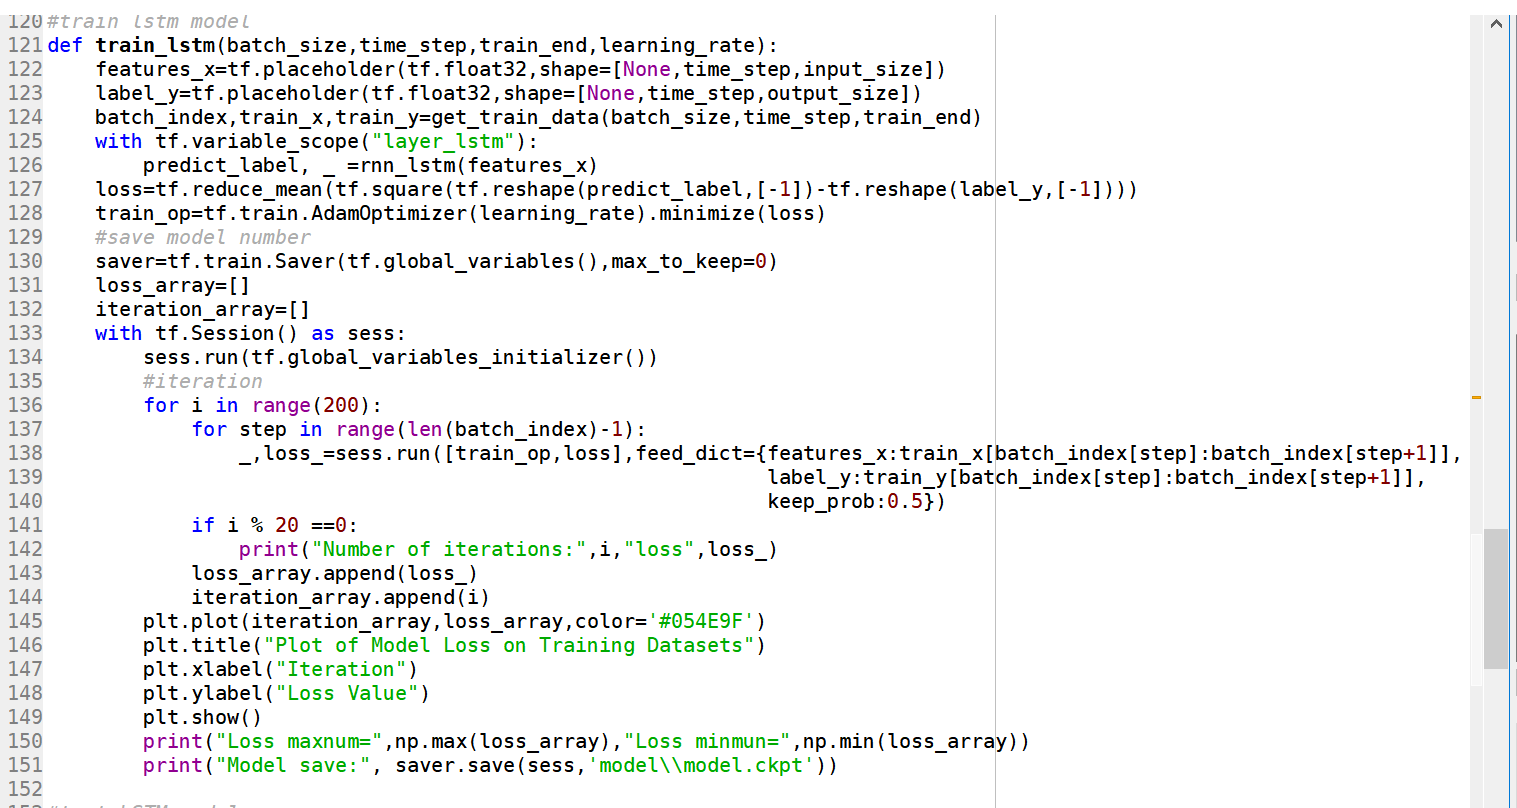 120 #train lstm model
121 def train_lstm(batch_size,time_step,train_end,learning_rate):
122     features_x=tf.placeholder(tf.float32,shape=[None,time_step,input_size])
123     label_y=tf.placeholder(tf.float32,shape=[None,time_step,output_size])
124     batch_index,train_x,train_y=get_train_data(batch_size,time_step,train_end)
125     with tf.variable_scope("layer_lstm"):
126         predict_label, _ =rnn_lstm(features_x)
127     loss=tf.reduce_mean(tf.square(tf.reshape(predict_label,[-1])-tf.reshape(label_y,[-1])))
128     train_op=tf.train.AdamOptimizer(learning_rate).minimize(loss)
129     #save model number
130     saver=tf.train.Saver(tf.global_variables(),max_to_keep=0)
131     loss_array=[]
132     iteration_array=[]
133     with tf.Session() as sess:
134         sess.run(tf.global_variables_initializer())
135         #iteration
136         for i in range(200):
137             for step in range(len(batch_index)-1):
138                 _,loss_=sess.run([train_op,loss],feed_dict={features_x:train_x[batch_index[step]:batch_index[step+1]],
139                                                             label_y:train_y[batch_index[step]:batch_index[step+1]],
140                                                             keep_prob:0.5})
141             if i % 20 ==0:
142                 print("Number of iterations:",i,"loss",loss_)
143             loss_array.append(loss_)
144             iteration_array.append(i)
145         plt.plot(iteration_array,loss_array,color='#054E9F')
146         plt.title("Plot of Model Loss on Training Datasets")
147         plt.xlabel("Iteration")
148         plt.ylabel("Loss Value")
149         plt.show()
150         print("Loss maxnum=",np.max(loss_array),"Loss minmun=",np.min(loss_array))
151         print("Model save:", saver.save(sess,'model\\model.ckpt'))
152